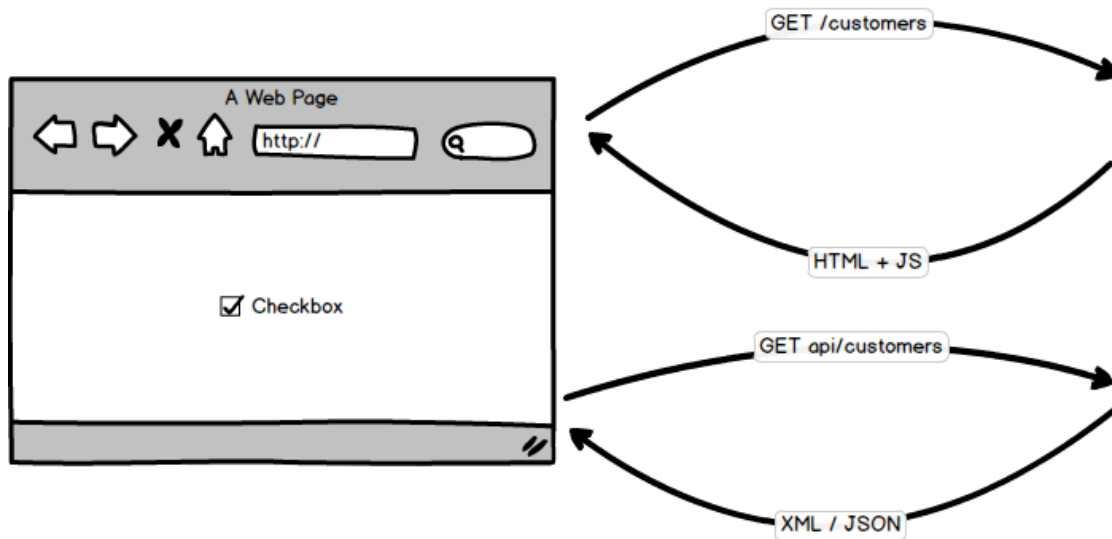 A Web Page
http://
Checkbox
GET /customers
HTML + JS
GET api/customers
XML / JSON